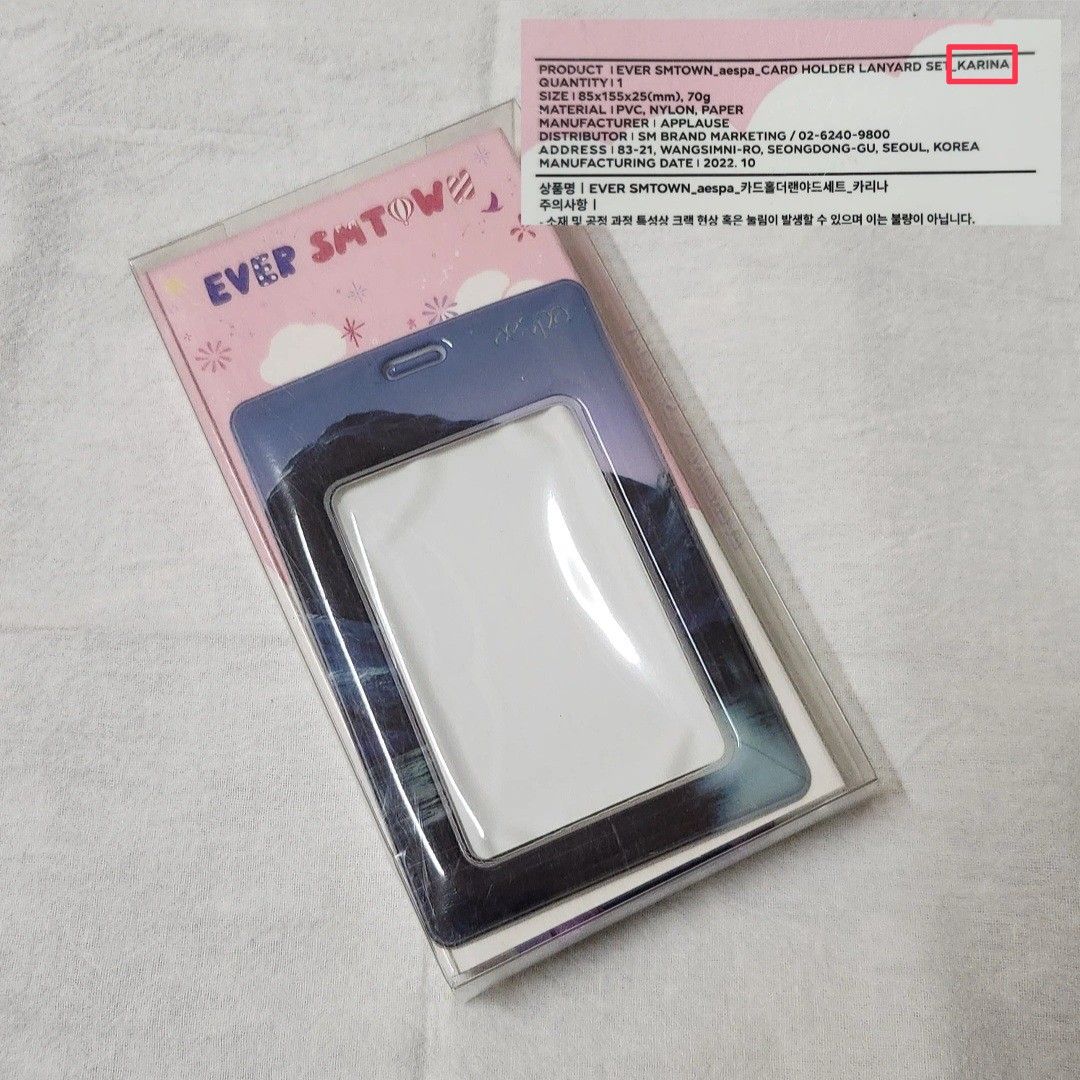 PRODUCT | EVER SMTOWN_aespa_CARD HOLDER LANYARD SET_KARINA
QUANTITY | 1
SIZE | 85x155x25(mm), 70g
MATERIAL | PVC, NYLON, PAPER
MANUFACTURER | APPLAUSE
DISTRIBUTOR | SM BRAND MARKETING / 02-6240-9800
ADDRESS | 83-21, WANGSIMNI-RO, SEONGDONG-GU, SEOUL, KOREA
MANUFACTURING DATE | 2022. 10
상품명 | EVER SMTOWN_aespa_카드홀더랜야드세트_카리나
주의사항 |
- 소재 및 공정 과정 특성상 크랙 현상 혹은 눌림이 발생할 수 있으며 이는 불량이 아닙니다.
EVER SMTOWN